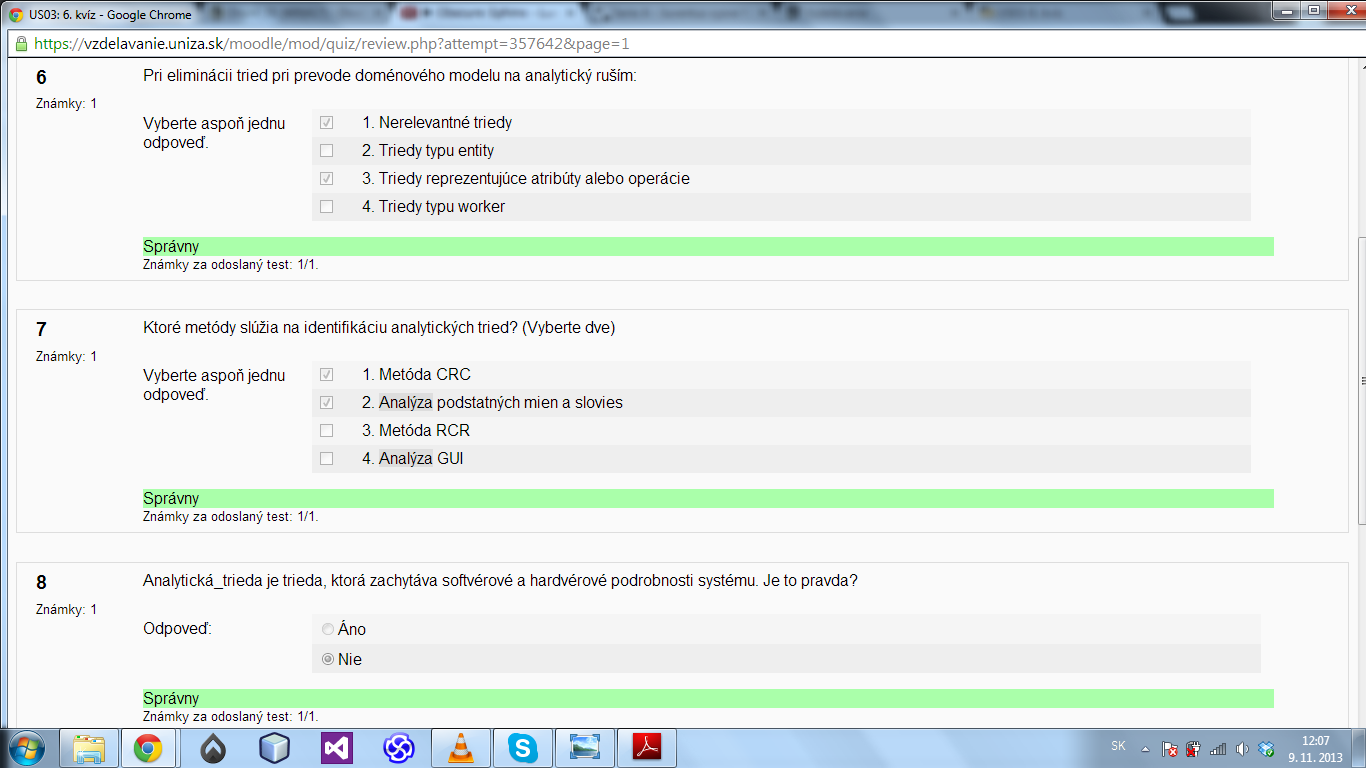 US03: 6. kvíz - Google Chrome
https://vzdelavanie.uniza.sk/moodle/mod/quiz/review.php?attempt=357642&page=1
6
Známky: 1
Pri eliminácii tried pri prevode doménového modelu na analytický ruším:
Vyberte aspoň jednu
odpoveď.
1. Nerelevantné triedy
2. Triedy typu entity
3. Triedy reprezentujúce atribúty alebo operácie
4. Triedy typu worker
Správny
Známky za odoslaný test: 1/1.
7
Známky: 1
Ktoré metódy slúžia na identifikáciu analytických tried? (Vyberte dve)
Vyberte aspoň jednu
odpoveď.
1. Metóda CRC
2. Analýza podstatných mien a slovies
3. Metóda RCR
4. Analýza GUI
Správny
Známky za odoslaný test: 1/1.
8
Známky: 1
Analytická_trieda je trieda, ktorá zachytáva softvérové a hardvérové podrobnosti systému. Je to pravda?
Odpoveď:
Áno
Nie
Správny
Známky za odoslaný test: 1/1.
SK
12:07
9. 11. 2013